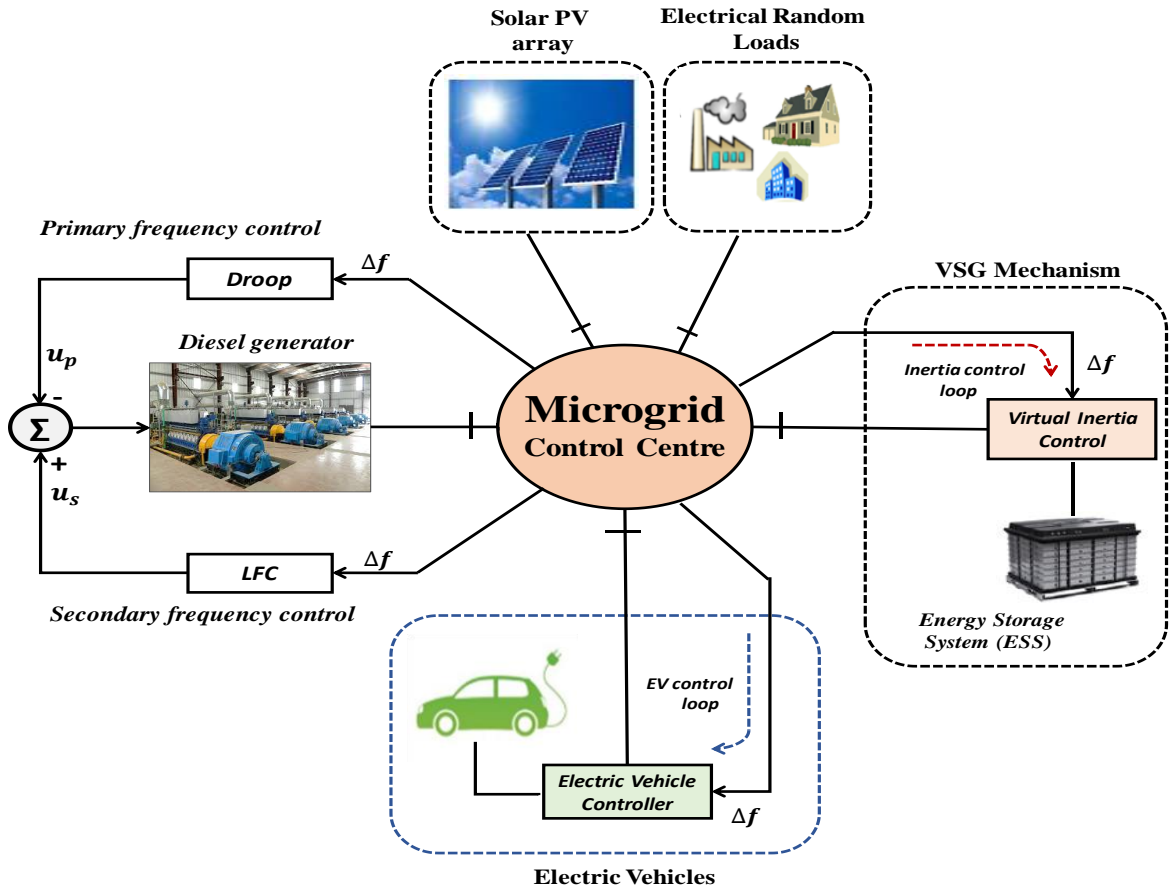 Solar PV
array
Electrical Random
Loads
Primary frequency control
Droop
Δf
u_p
-
Diesel generator
Σ
+
u_s
LFC
Δf
Secondary frequency control
Microgrid
Control Centre
VSG Mechanism
Inertia control
loop
Δf
Virtual Inertia
Control
Energy Storage
System (ESS)
EV control
loop
Electric Vehicle
Controller
Δf
Electric Vehicles